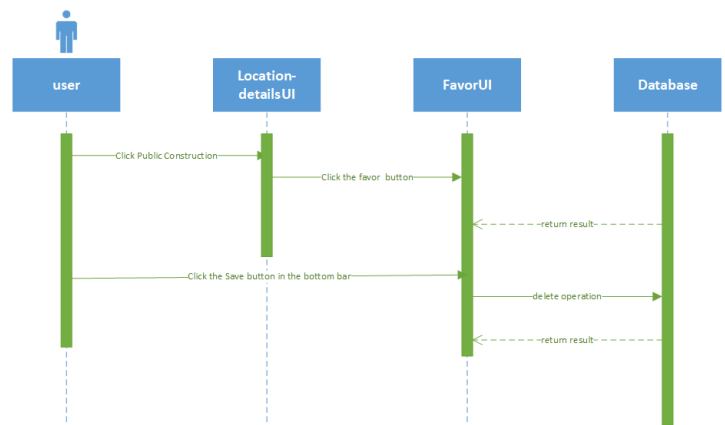 user
Location-
detailsUI
FavorUI
Database
Click Public Construction
Click the favor button
return result
Click the Save button in the bottom bar
delete operation
return result